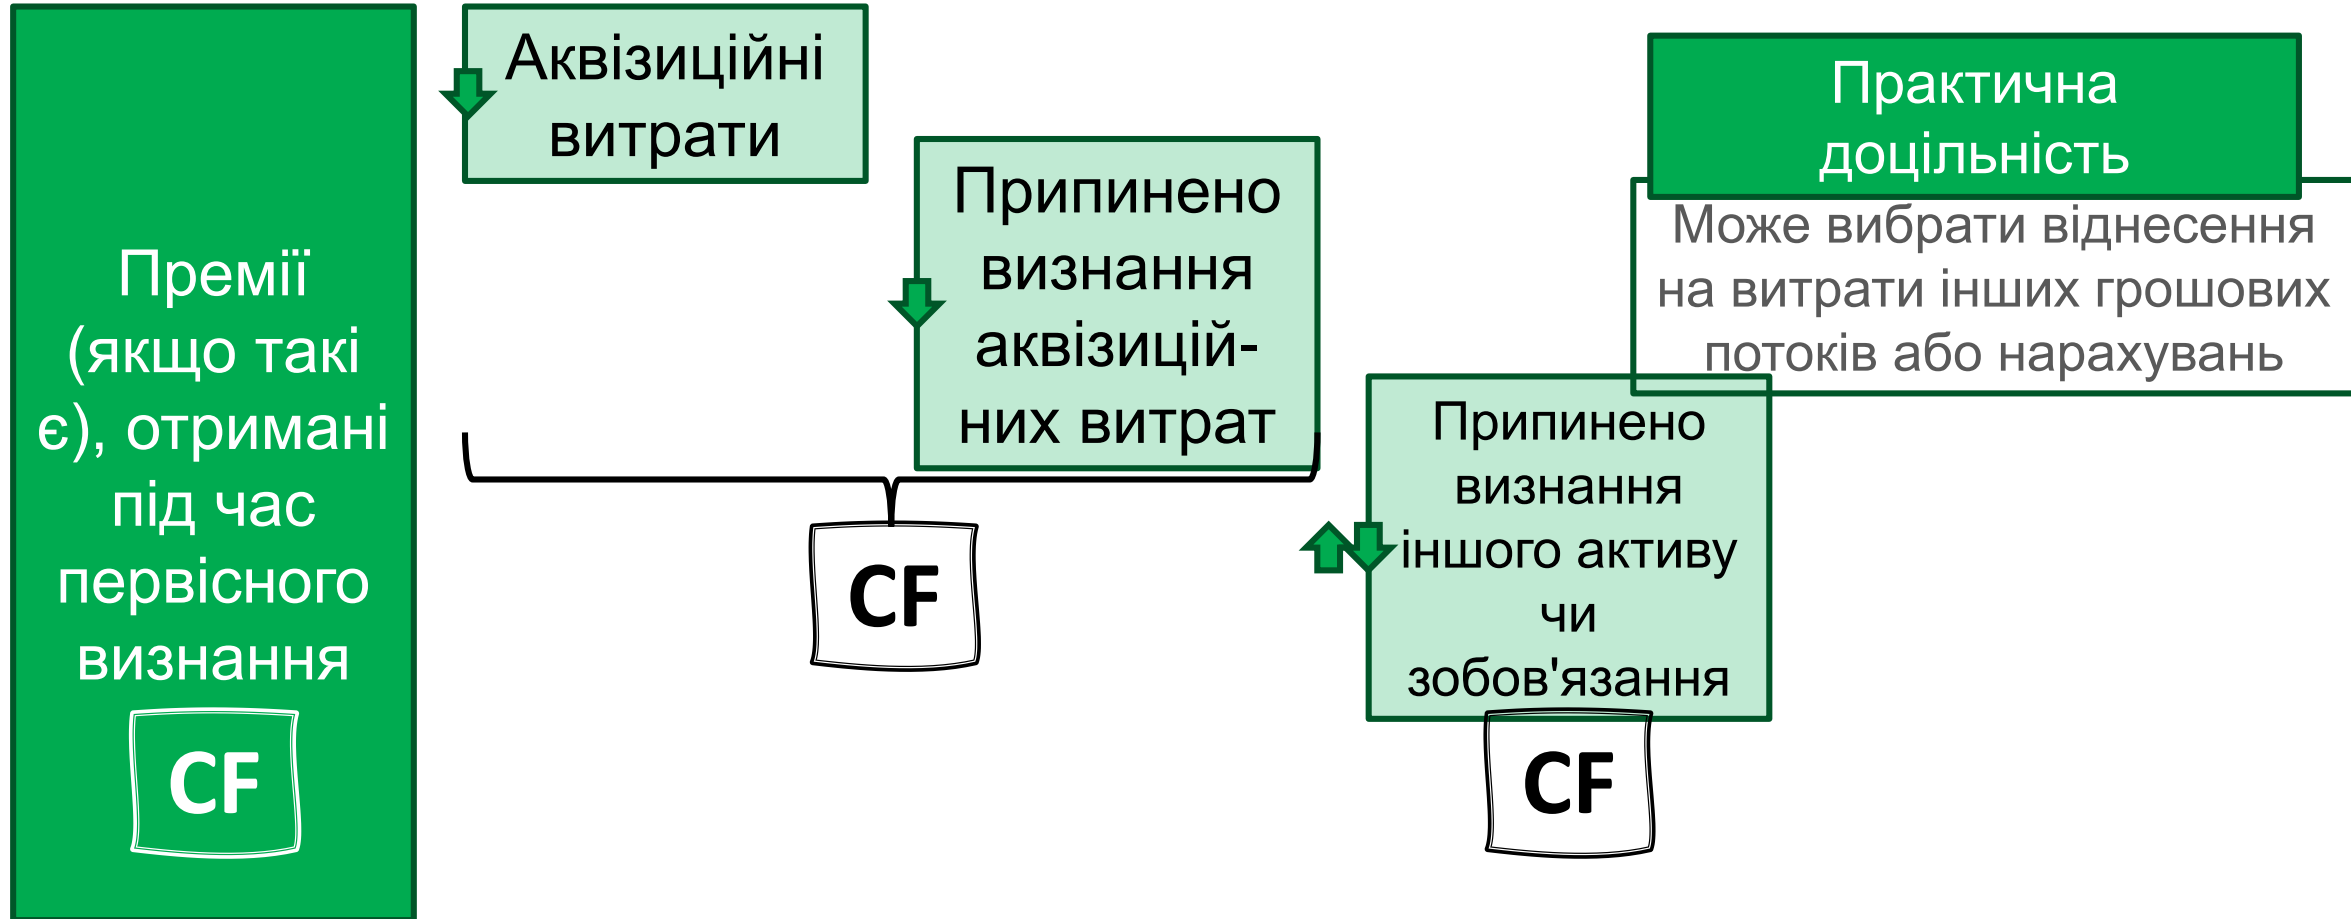 Премії
(якщо такі
є), отримані
під час
первісного
визнання
CF
Аквізиційні
витрати
Припинено
визнання
аквізицій-
них витрат
CF
Припинено
визнання
іншого активу
чи
зобов'язання
CF
Практична
доцільність
Може вибрати віднесення
на витрати інших грошових
потоків або нарахувань